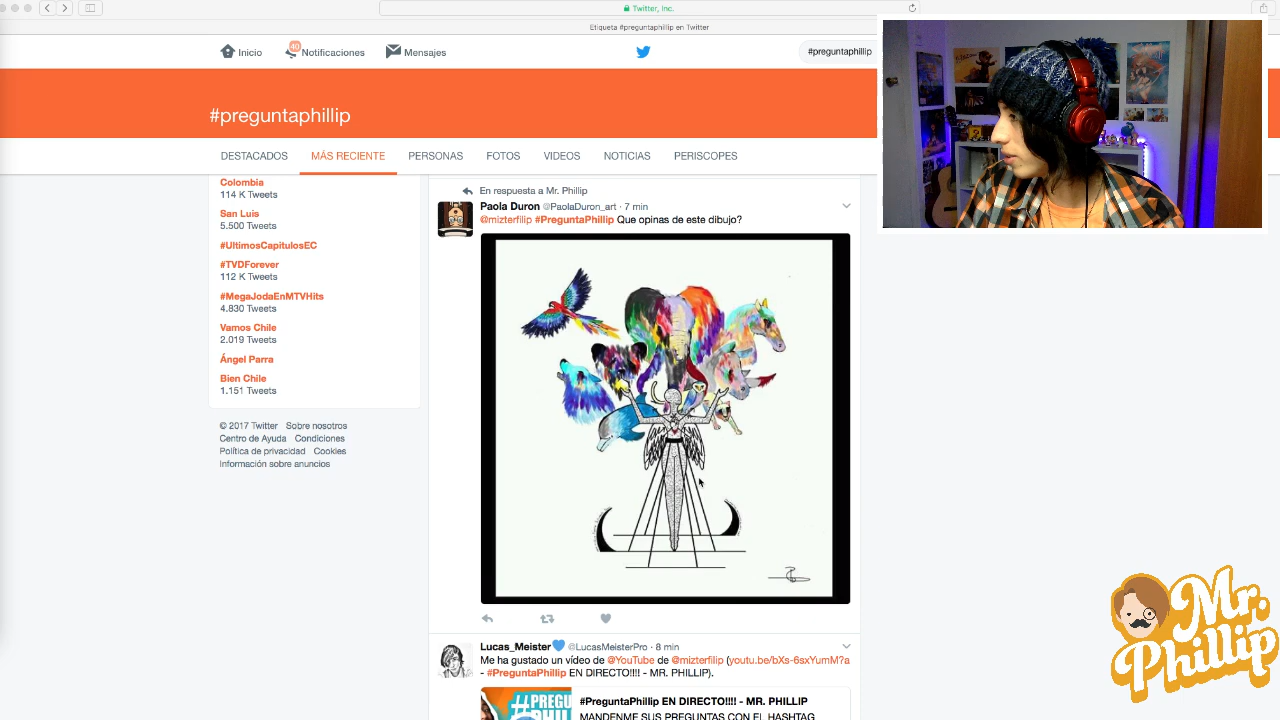 Twitter, Inc.
Etiqueta #preguntaphillip en Twitter
Inicio
40
Notificaciones
Mensajes
#preguntaphillip
#preguntaphillip
DESTACADOS
MÁS RECIENTE
PERSONAS
FOTOS
VIDEOS
NOTICIAS
PERISCOPES
Colombia
114 K Tweets
San Luis
5.500 Tweets
#UltimosCapitulosEC
#TVDForever
112 K Tweets
#MegaJodaEnMTVHits
4.830 Tweets
Vamos Chile
2.019 Tweets
Ángel Parra
Bien Chile
1.151 Tweets
© 2017 Twitter Sobre nosotros
Centro de Ayuda Condiciones
Política de privacidad Cookies
Información sobre anuncios
En respuesta a Mr. Phillip
Paola Duron @PaolaDuron_art · 7 min
@mizterfilip #PreguntaPhillip Que opinas de este dibujo?
Lucas_Meister @LucasMeisterPro · 8 min
Me ha gustado un vídeo de @YouTube de @mizterfilip (youtu.be/bXs-6sxYumM?a
- #PreguntaPhillip EN DIRECTO!!!! - MR. PHILLIP).
#PreguntaPhillip EN DIRECTO!!!! - MR. PHILLIP
MANDENME SUS PREGUNTAS CON EL HASHTAG
Mr.
Phillip